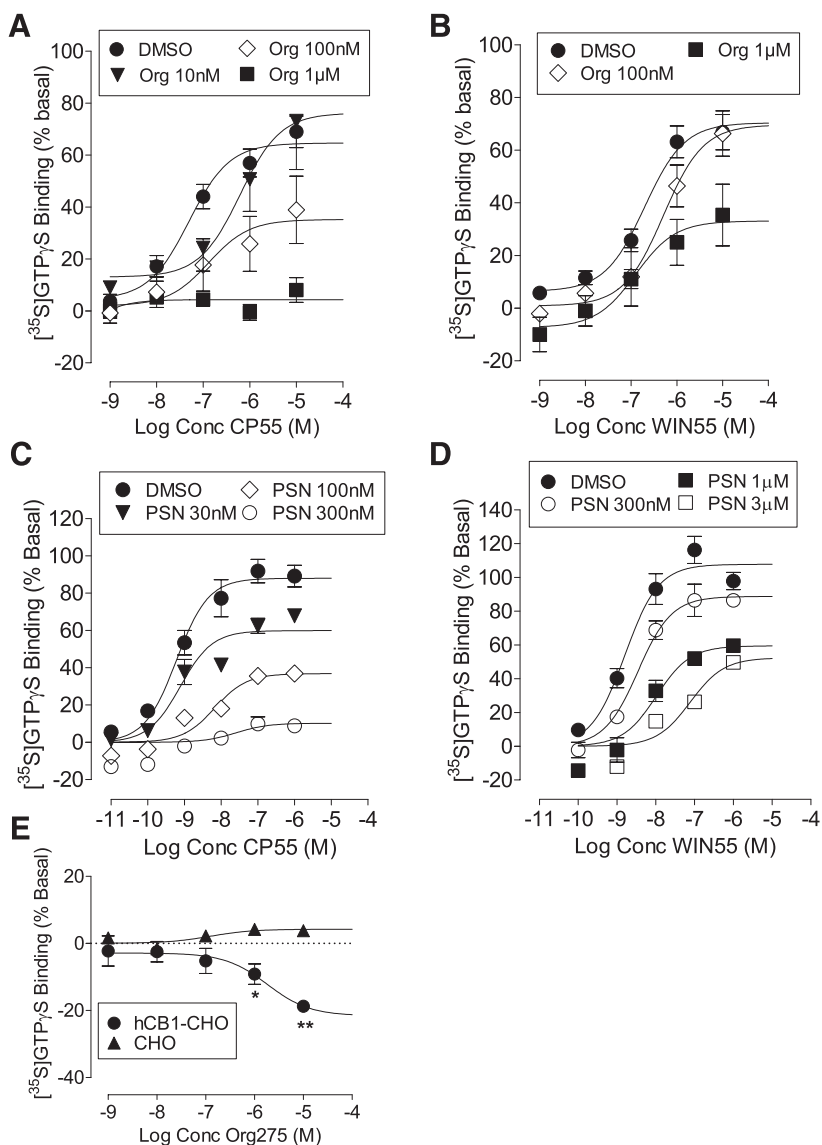 A
DMSO
Org 100nM
Org 10nM
Org 1µM
[35S]GTPγS Binding (% basal)
100
80
60
40
20
0
-20
-9 -8 -7 -6 -5 -4
Log Conc CP55 (M)
B
DMSO
Org 1µM
Org 100nM
[35S]GTPγS Binding (% basal)
100
80
60
40
20
0
-20
-9 -8 -7 -6 -5 -4
Log Conc WIN55 (M)
C
DMSO
PSN 100nM
PSN 30nM
PSN 300nM
[35S]GTPγS Binding (% Basal)
120
100
80
60
40
20
0
-20
-11 -10 -9 -8 -7 -6 -5 -4
Log Conc CP55 (M)
D
DMSO
PSN 1µM
PSN 300nM
PSN 3µM
[35S]GTPγS Binding (% Basal)
140
120
100
80
60
40
20
0
-20
-11 -10 -9 -8 -7 -6 -5 -4
Log Conc WIN55 (M)
E
[35S]GTPγS Binding (% Basal)
20
0
-20
-40
*
**
hCB1-CHO
CHO
-9 -8 -7 -6 -5 -4
Log Conc Org275 (M)